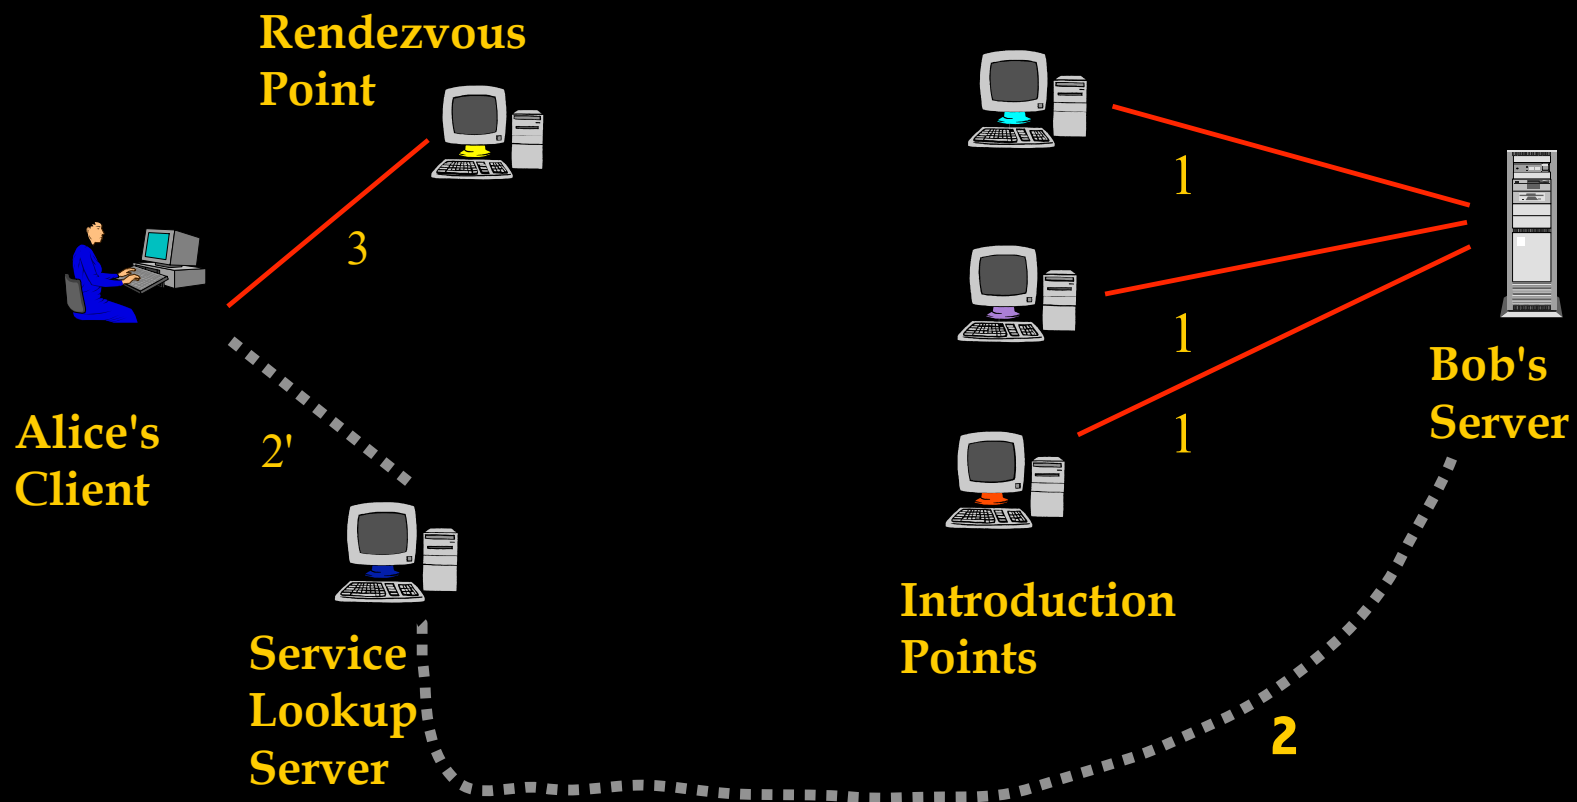 Rendezvous
Point
3
1
1
1
Alice's
Client
2'
Bob's
Server
Introduction
Points
Service
Lookup
Server
2